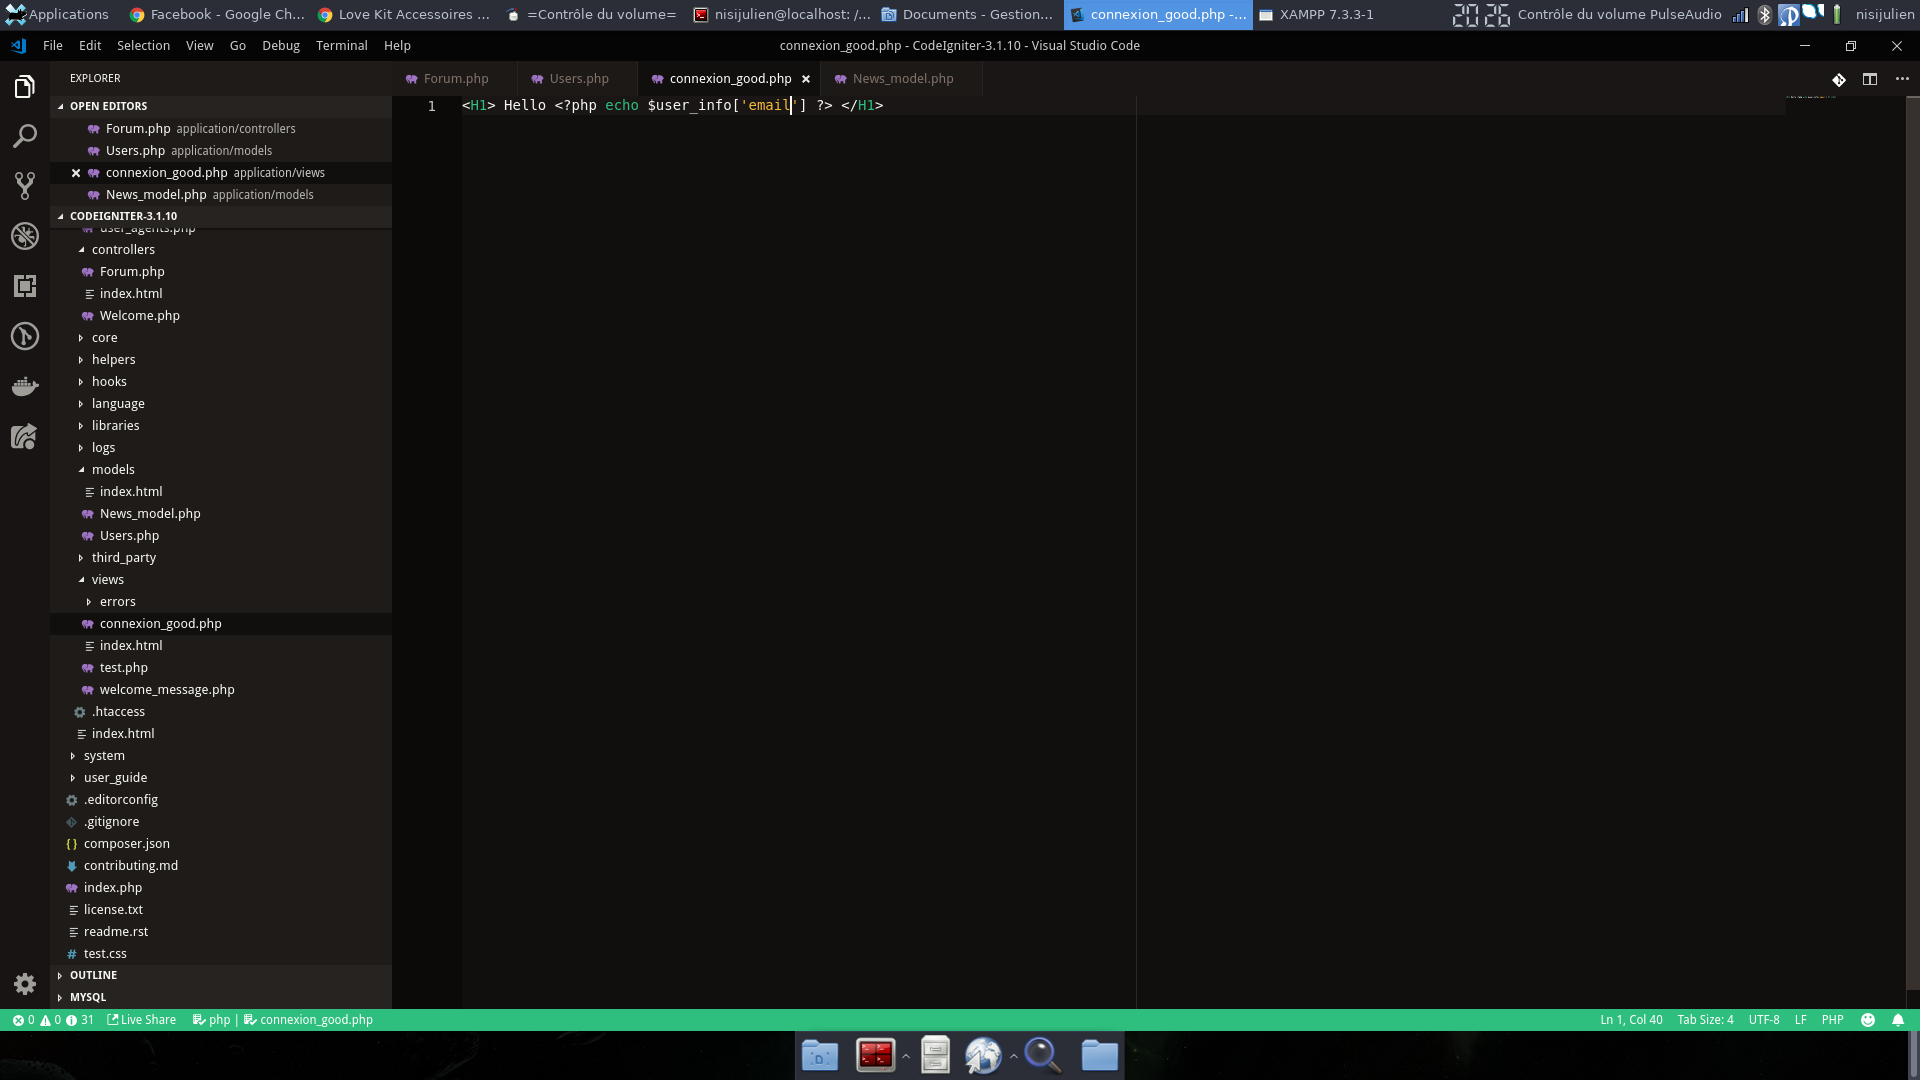 Applications
Facebook - Google Ch...
Love Kit Accessoires ...
=Contrôle du volume=
nisijulien@localhost: /...
Documents - Gestion...
connexion_good.php -...
XAMPP 7.3.3-1
20 26
Contrôle du volume PulseAudio
nisijulien
File Edit Selection View Go Debug Terminal Help
connexion_good.php - CodeIgniter-3.1.10 - Visual Studio Code
EXPLORER
Forum.php
Users.php
connexion_good.php
News_model.php
OPEN EDITORS
1 <H1> Hello <?php echo $user_info['email'] ?> </H1>
Forum.php application/controllers
Users.php application/models
connexion_good.php application/views
News_model.php application/models
CODEIGNITER-3.1.10
user_agents.php
controllers
Forum.php
index.html
Welcome.php
core
helpers
hooks
language
libraries
logs
models
index.html
News_model.php
Users.php
third_party
views
errors
connexion_good.php
index.html
test.php
welcome_message.php
.htaccess
index.html
system
user_guide
.editorconfig
.gitignore
composer.json
contributing.md
index.php
license.txt
readme.rst
test.css
OUTLINE
MYSQL
0 0 31 Live Share php | connexion_good.php
Ln 1, Col 40 Tab Size: 4 UTF-8 LF PHP